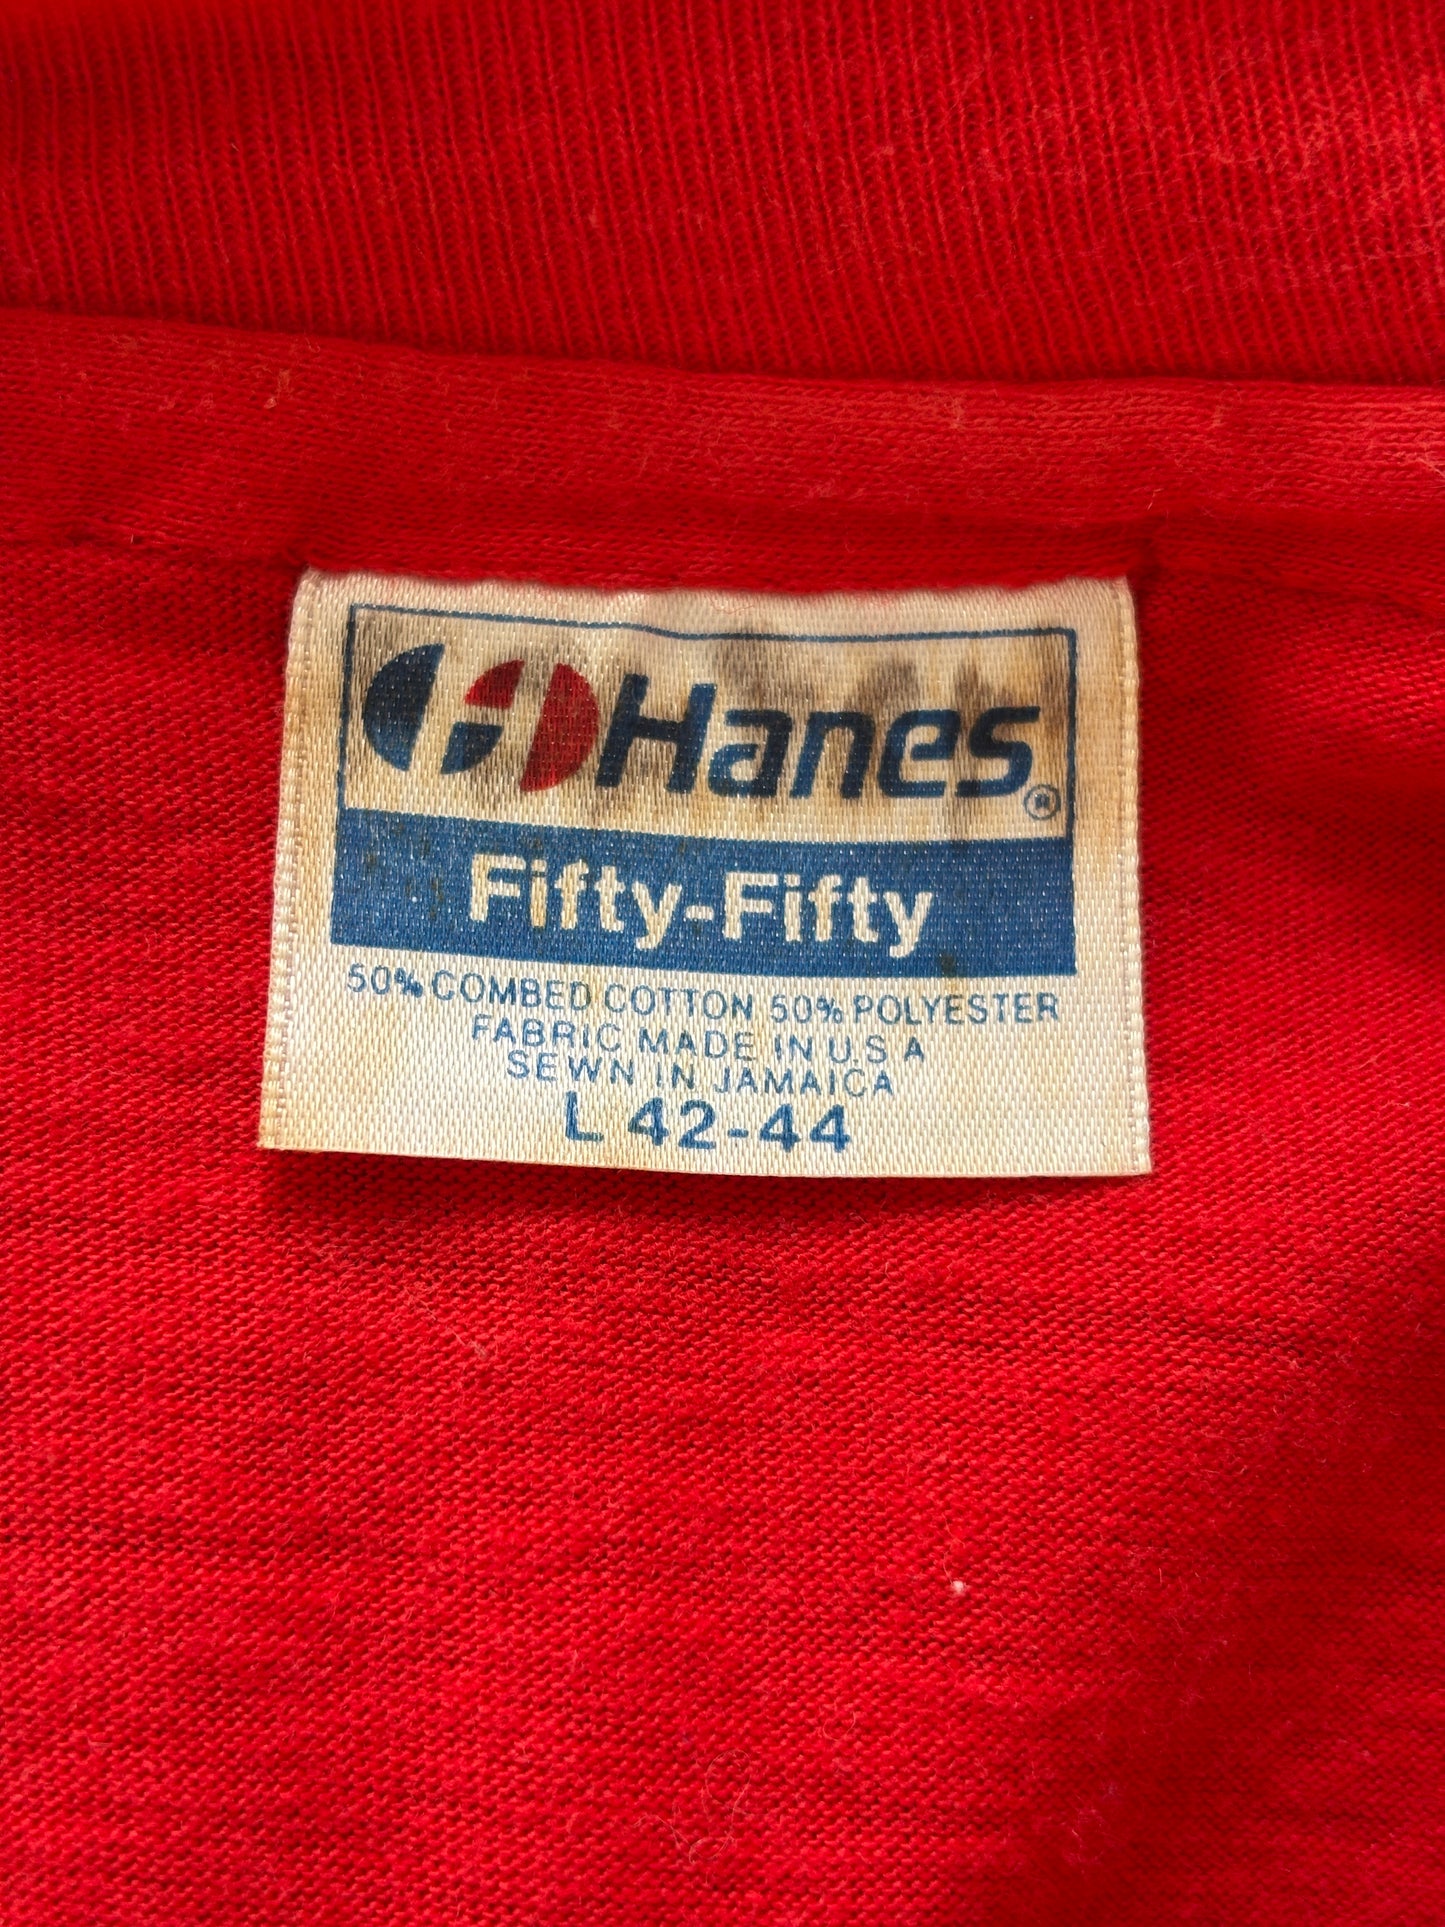 Hanes®
Fifty-Fifty
50% COMBED COTTON 50% POLYESTER
FABRIC MADE IN U.S A
SEWN IN JAMAICA
L 42-44